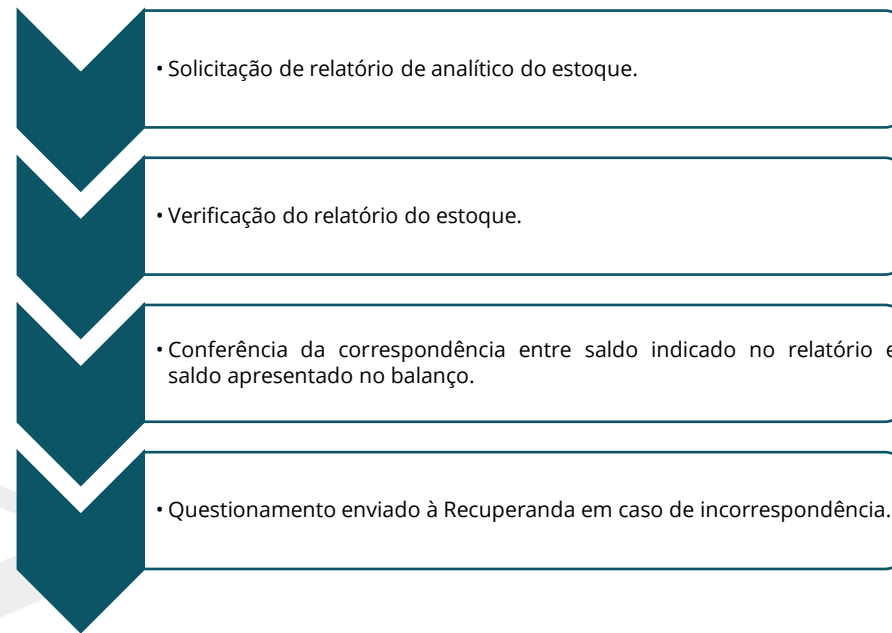 • Solicitação de relatório de analítico do estoque.
• Verificação do relatório do estoque.
• Conferência da correspondência entre saldo indicado no relatório e
saldo apresentado no balanço.
• Questionamento enviado à Recuperanda em caso de incorrespondência.